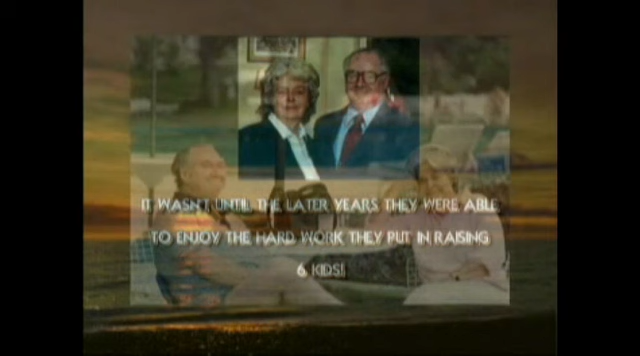 IT WASN'T UNTIL THE LATER YEARS THEY WERE ABLE
TO ENJOY THE HARD WORK THEY PUT IN RAISING
6 KIDS!